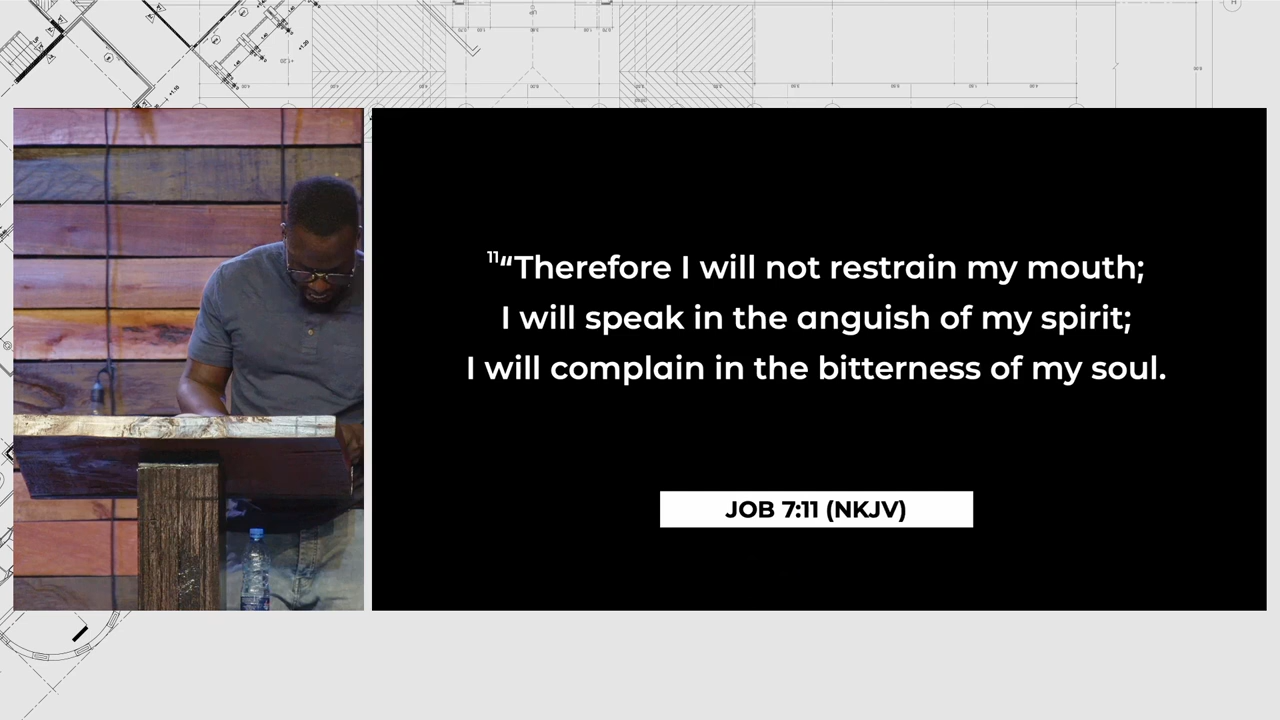 ¹¹“Therefore I will not restrain my mouth;
I will speak in the anguish of my spirit;
I will complain in the bitterness of my soul.
JOB 7:11 (NKJV)